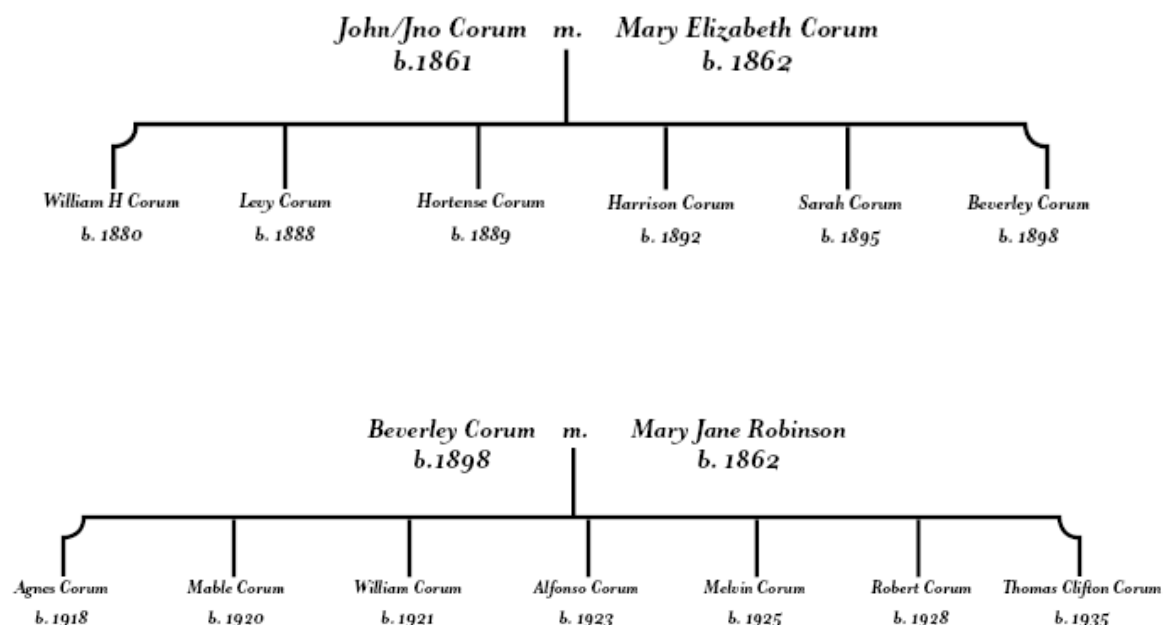 John/Jno Corum m. Mary Elizabeth Corum
b.1861 b. 1862
William H Corum Levy Corum Hortense Corum Harrison Corum Sarah Corum Beverley Corum
b. 1880 b. 1888 b. 1889 b. 1892 b. 1895 b. 1898
Beverley Corum m. Mary Jane Robinson
b.1898 b. 1862
Agnes Corum Mable Corum William Corum Alfonso Corum Melvin Corum Robert Corum Thomas Clifton Corum
b. 1918 b. 1920 b. 1921 b. 1923 b. 1925 b. 1928 b. 1935